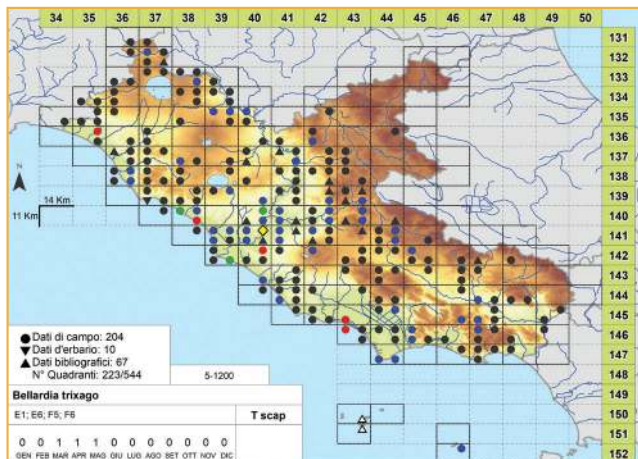 34 35 36 37 38 39 40 41 42 43 44 45 46 47 48 49 50
131
132
133
134
135
136
137
138
139
140
141
142
143
144
145
146
147
148
149
150
151
152
N
14 Km
11 Km
Dati di campo: 204
Dati d'erbario: 10
Dati bibliografici: 67
N° Quadranti: 223/544
5-1200
Bellardia trixago
E1; E6; F5; F6
T scap
0 0 1 1 1 0 0 0 0 0 0 0
GEN FEB MAR APR MAG GIU LUG AGO SET OTT NOV DIC